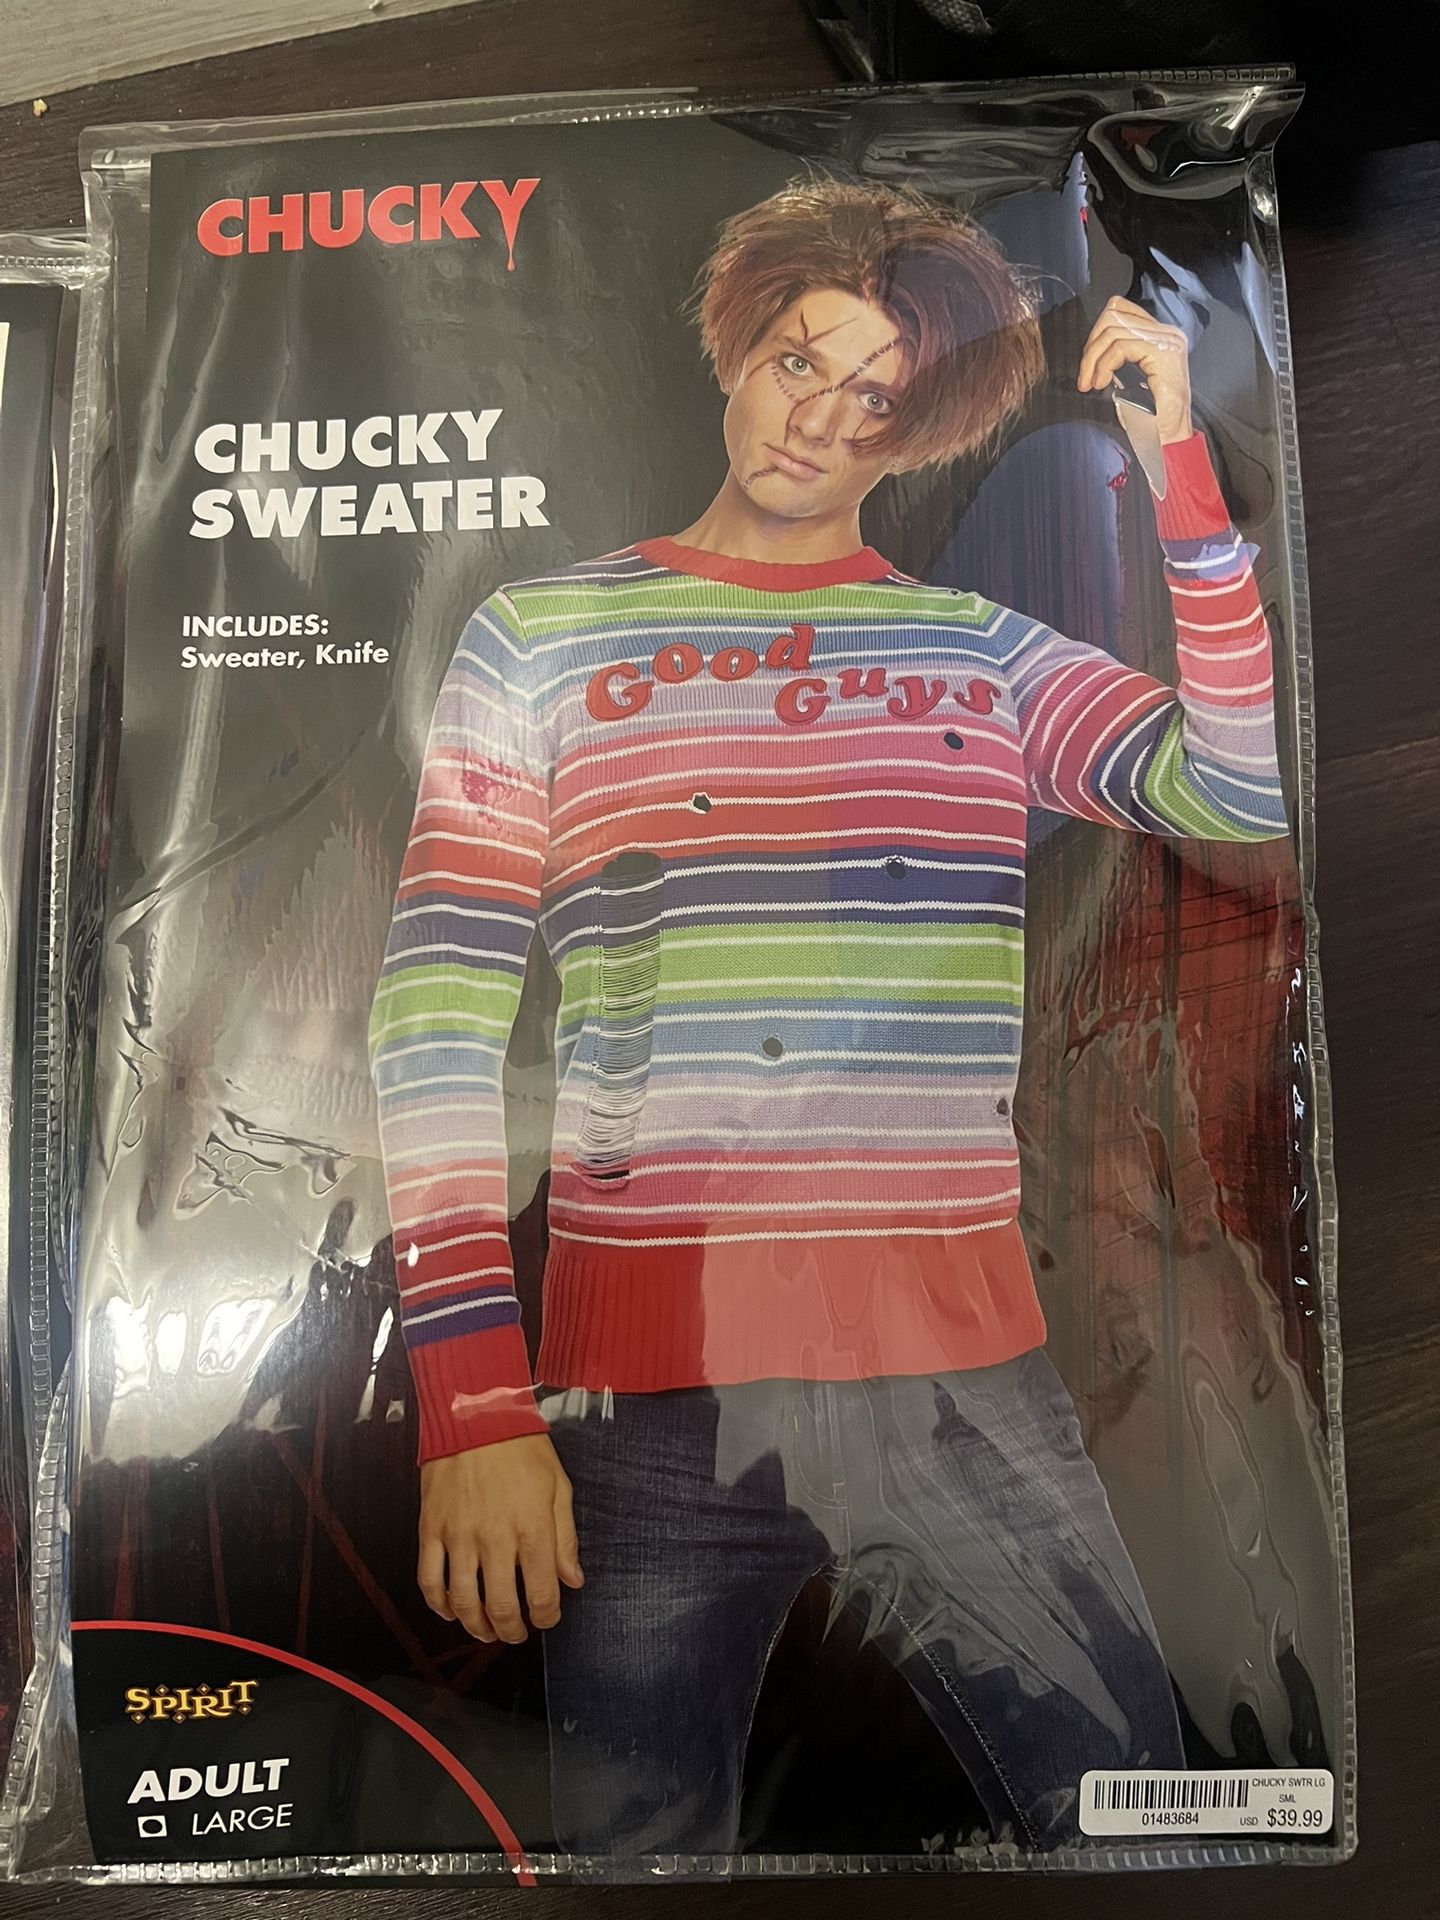 CHUCKY
CHUCKY
SWEATER
INCLUDES:
Sweater, Knife
Good
Guys
SPIRIT
ADULT
LARGE
CHUCKY SWTR LG
SML
01483684
USD $39.99